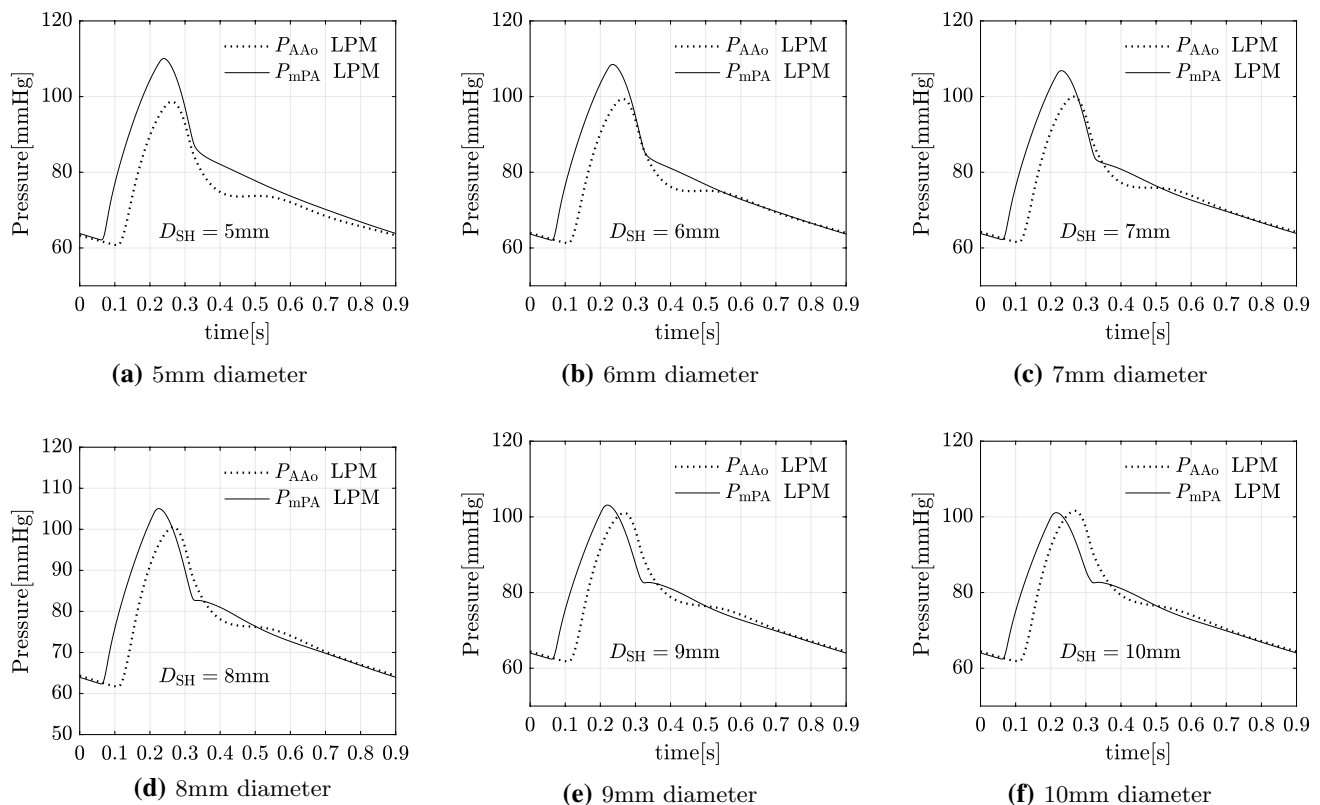 120
100
80
60
Pressure[mmHg]
P_AAo LPM
P_mPA LPM
D_SH = 5mm
0 0.1 0.2 0.3 0.4 0.5 0.6 0.7 0.8 0.9
time[s]
(a) 5mm diameter
120
100
80
60
Pressure[mmHg]
P_AAo LPM
P_mPA LPM
D_SH = 6mm
0 0.1 0.2 0.3 0.4 0.5 0.6 0.7 0.8 0.9
time[s]
(b) 6mm diameter
120
100
80
60
Pressure[mmHg]
P_AAo LPM
P_mPA LPM
D_SH = 7mm
0 0.1 0.2 0.3 0.4 0.5 0.6 0.7 0.8 0.9
time[s]
(c) 7mm diameter
120
110
100
90
80
70
60
50
Pressure[mmHg]
P_AAo LPM
P_mPA LPM
D_SH = 8mm
0 0.1 0.2 0.3 0.4 0.5 0.6 0.7 0.8 0.9
(d) 8mm diameter
120
100
80
60
Pressure[mmHg]
P_AAo LPM
P_mPA LPM
D_SH = 9mm
0 0.1 0.2 0.3 0.4 0.5 0.6 0.7 0.8 0.9
time[s]
(e) 9mm diameter
120
100
80
60
Pressure[mmHg]
P_AAo LPM
P_mPA LPM
D_SH = 10mm
0 0.1 0.2 0.3 0.4 0.5 0.6 0.7 0.8 0.9
time[s]
(f) 10mm diameter